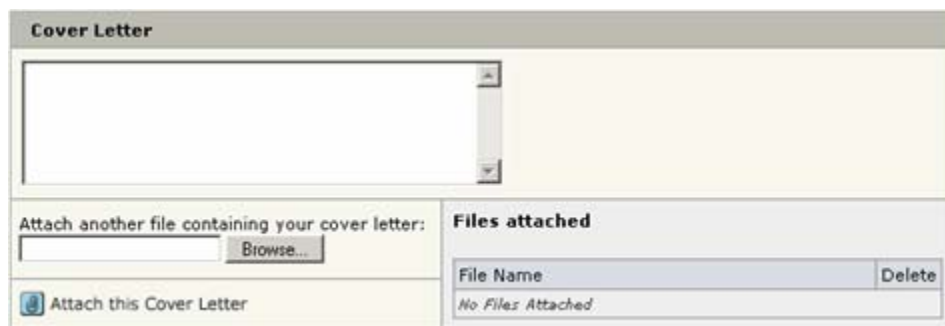 Cover Letter
Attach another file containing your cover letter:
Browse...
Attach this Cover Letter
Files attached
File Name Delete
No Files Attached